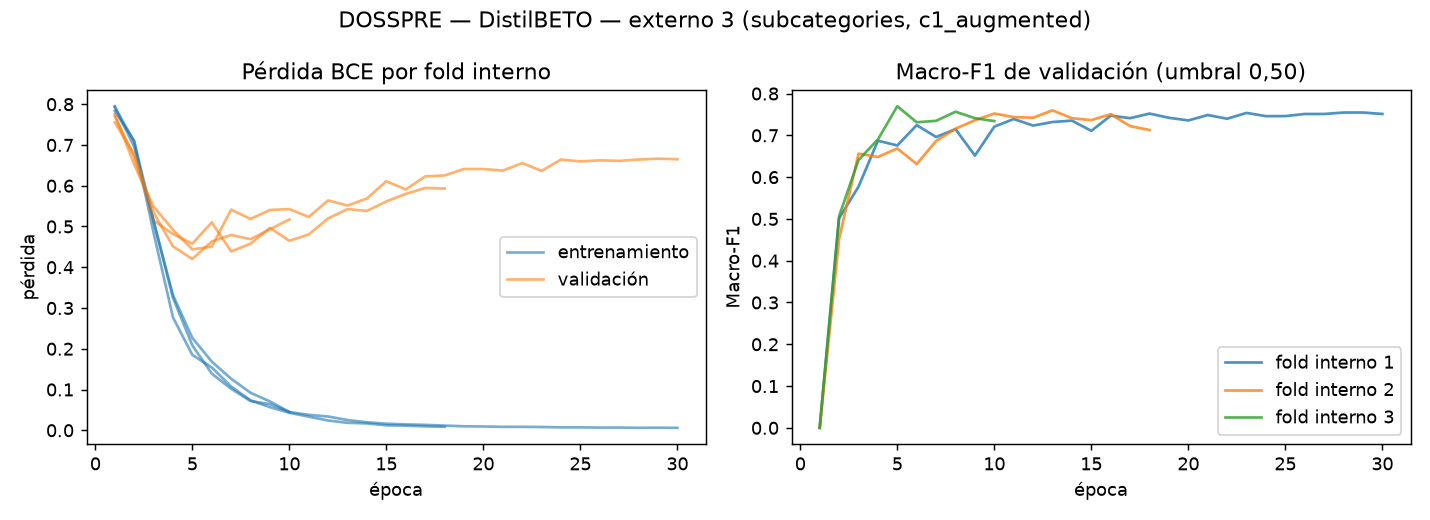 DOSSPRE — DistilBETO — externo 3 (subcategories, c1_augmented)
Pérdida BCE por fold interno
pérdida
0.8
0.7
0.6
0.5
0.4
0.3
0.2
0.1
0.0
entrenamiento
validación
0 5 10 15 20 25 30
época
Macro-F1 de validación (umbral 0,50)
Macro-F1
0.8
0.7
0.6
0.5
0.4
0.3
0.2
0.1
0.0
fold interno 1
fold interno 2
fold interno 3
0 5 10 15 20 25 30
época